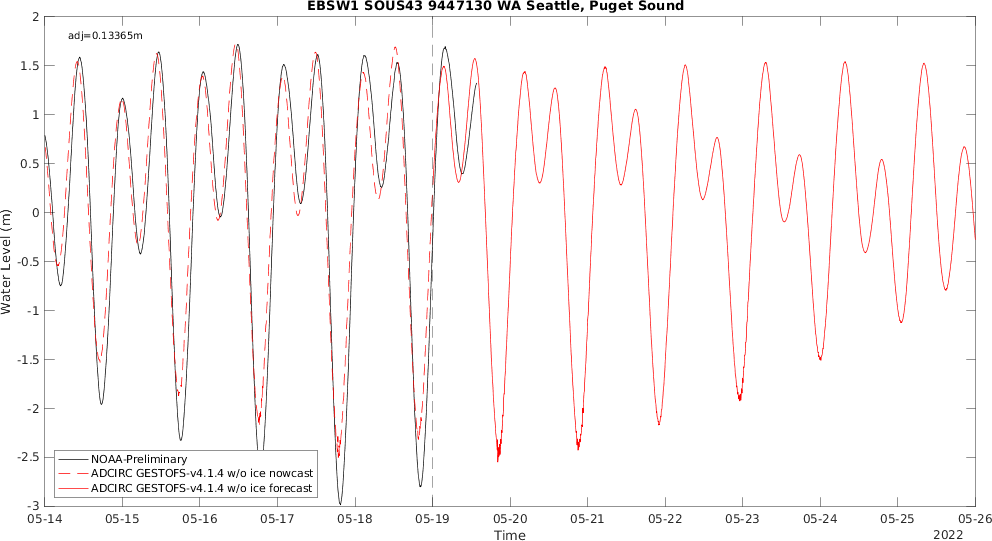 EBSW1 SOUS43 9447130 WA Seattle, Puget Sound
adj=0.13365m
2
1.5
1
0.5
0
-0.5
-1
-1.5
-2
-2.5
-3
Water Level (m)
NOAA-Preliminary
ADCIRC GESTOFS-v4.1.4 w/o ice nowcast
ADCIRC GESTOFS-v4.1.4 w/o ice forecast
05-14 05-15 05-16 05-17 05-18 05-19 05-20 05-21 05-22 05-23 05-24 05-25 05-26
Time
2022